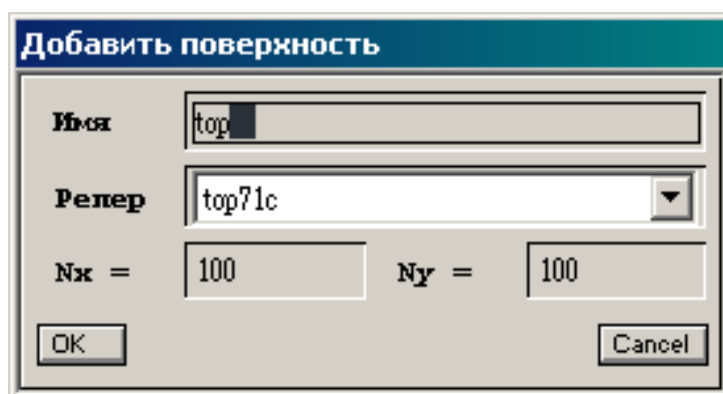 Добавить поверхность
Имя top
Репер top71c
Nx = 100 Ny = 100
OK Cancel